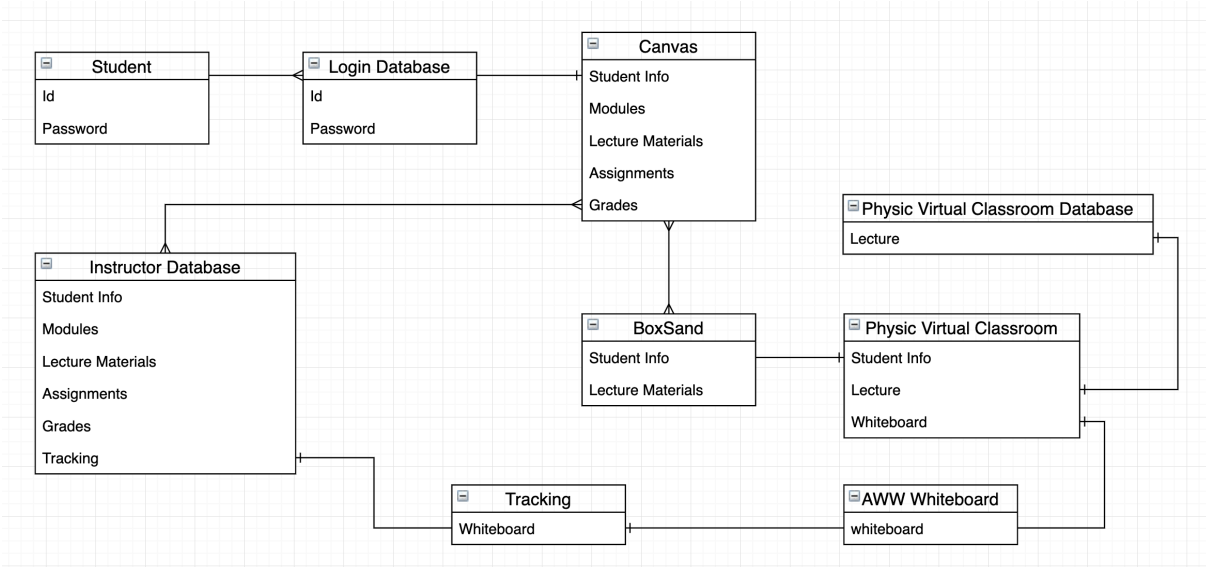 Student
Id
Password
Login Database
Id
Password
Canvas
Student Info
Modules
Lecture Materials
Assignments
Grades
Physic Virtual Classroom Database
Lecture
Instructor Database
Student Info
Modules
Lecture Materials
Assignments
Grades
Tracking
BoxSand
Student Info
Lecture Materials
Physic Virtual Classroom
Student Info
Lecture
Whiteboard
Tracking
Whiteboard
AWW Whiteboard
whiteboard